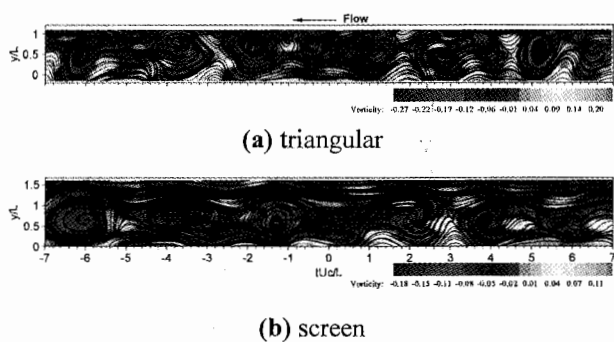 Flow
y/L
1
0.5
0
Vorticity: -0.27 -0.22 -0.17 -0.12 -0.06 -0.01 0.04 0.09 0.14 0.20
(a) triangular
y/L
1.5
1
0.5
0
-7 -6 -5 -4 -3 -2 -1 0 1 2 3 4 5 6 7
tUc/L
Vorticity: -0.18 -0.15 -0.11 -0.08 -0.05 -0.02 0.01 0.04 0.07 0.11
(b) screen